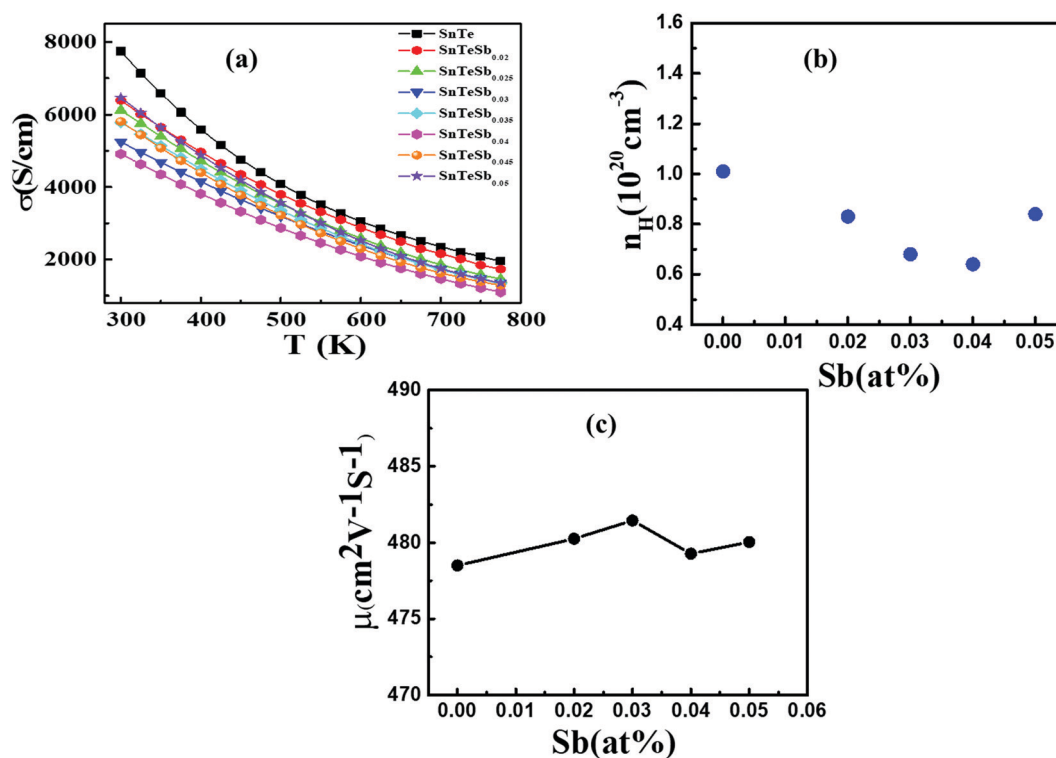 (a)
SnTe
SnTeSb0.02
SnTeSb0.025
SnTeSb0.03
SnTeSb0.035
SnTeSb0.04
SnTeSb0.045
SnTeSb0.05
8000
6000
4000
2000
σ(S/cm)
300 400 500 600 700 800
T (K)
(b)
1.6
1.4
1.2
1.0
0.8
0.6
0.4
nH(10²⁰cm⁻³)
0.00 0.01 0.02 0.03 0.04 0.05
Sb(at%)
(c)
490
485
480
475
470
μ(cm²V⁻¹S⁻¹)
0.00 0.01 0.02 0.03 0.04 0.05 0.06
Sb(at%)